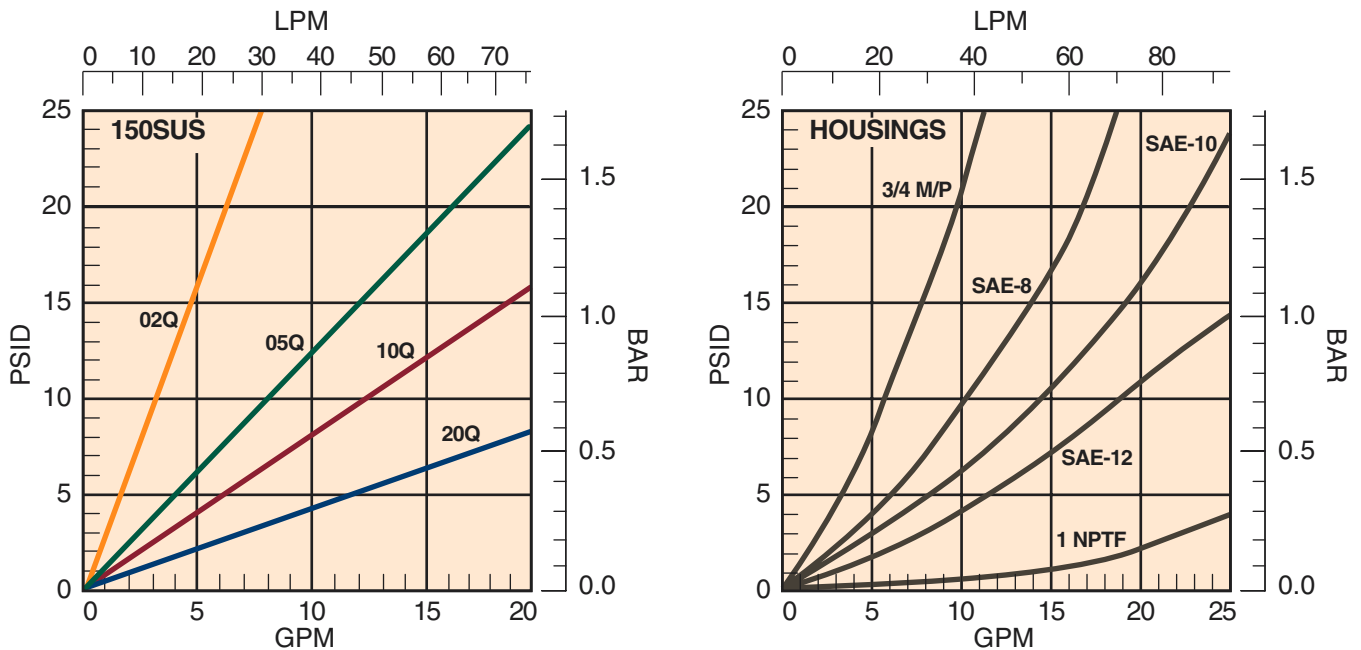 LPM
0 10 20 30 40 50 60 70
25
20
15
10
5
0
PSID
150SUS
02Q
05Q
10Q
20Q
1.5
1.0
0.5
0.0
BAR
0 5 10 15 20
GPM
LPM
0 20 40 60 80
25
20
15
10
5
0
PSID
HOUSINGS
SAE-10
3/4 M/P
SAE-8
SAE-12
1 NPTF
1.5
1.0
0.5
0.0
BAR
0 5 10 15 20 25
GPM